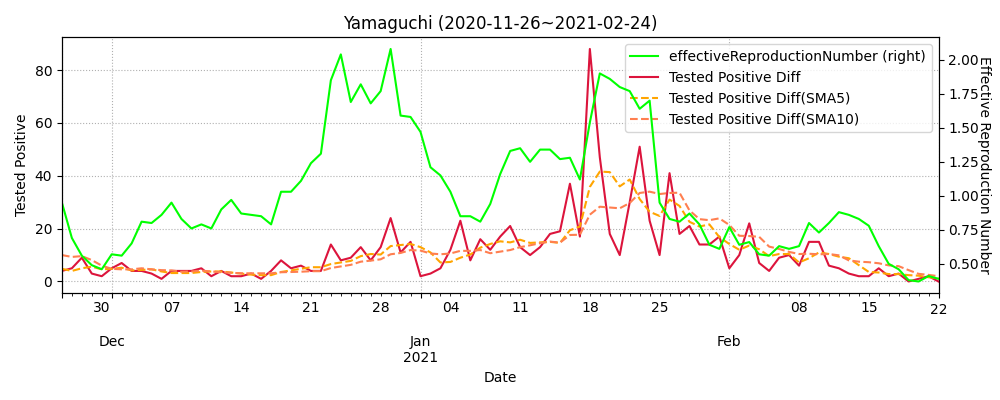 Yamaguchi (2020-11-26~2021-02-24)
effectiveReproductionNumber (right)
Tested Positive Diff
Tested Positive Diff(SMA5)
Tested Positive Diff(SMA10)
Tested Positive
80
60
40
20
0
2.00
1.75
1.50
1.25
1.00
0.75
0.50
Effective Reproduction Number
30 07 14 21 28 04 11 18 25 08 15 22
Dec Jan Feb
2021
Date